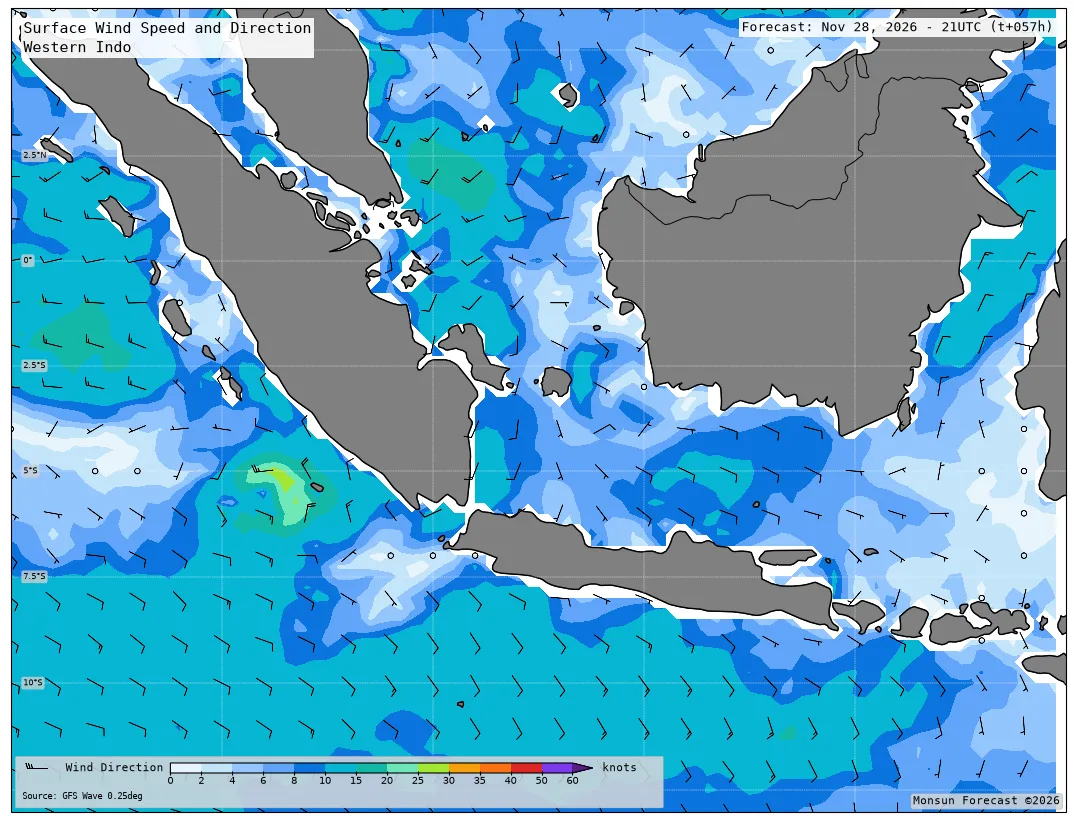 Surface Wind Speed and Direction
Western Indo
Forecast: Nov 28, 2026 - 21UTC (t+057h)
2.5°N
0°
2.5°S
5°S
7.5°S
10°S
Wind Direction
0 2 4 6 8 10 15 20 25 30 35 40 50 60
knots
Source: GFS Wave 0.25deg
Monsun Forecast ©2026